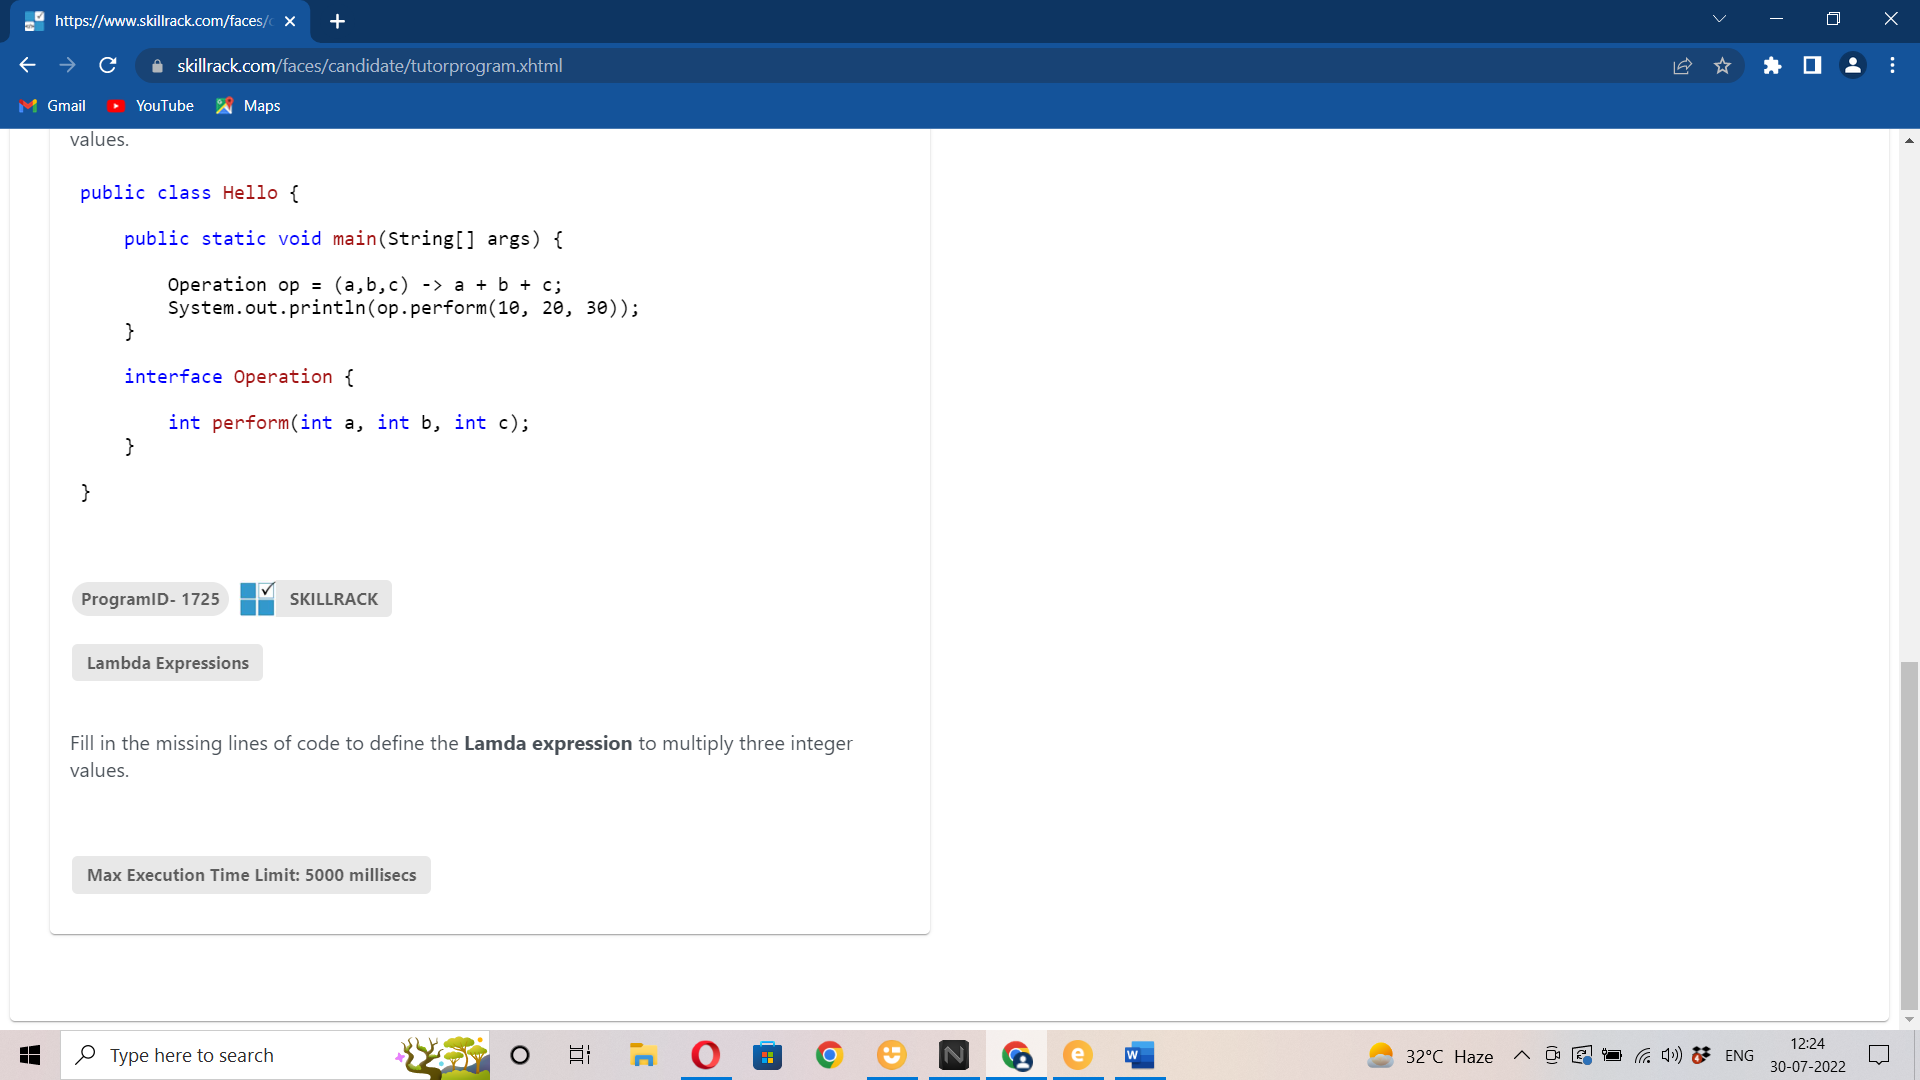 https://www.skillrack.com/faces/c
skillrack.com/faces/candidate/tutorprogram.xhtml
Gmail YouTube Maps
values.
public class Hello {
public static void main(String[] args) {
Operation op = (a,b,c) -> a + b + c;
System.out.println(op.perform(10, 20, 30));
}
interface Operation {
int perform(int a, int b, int c);
}
}
ProgramID- 1725 SKILLRACK
Lambda Expressions
Fill in the missing lines of code to define the Lamda expression to multiply three integer
values.
Max Execution Time Limit: 5000 millisecs
Type here to search
32°C Haze
ENG
12:24
30-07-2022